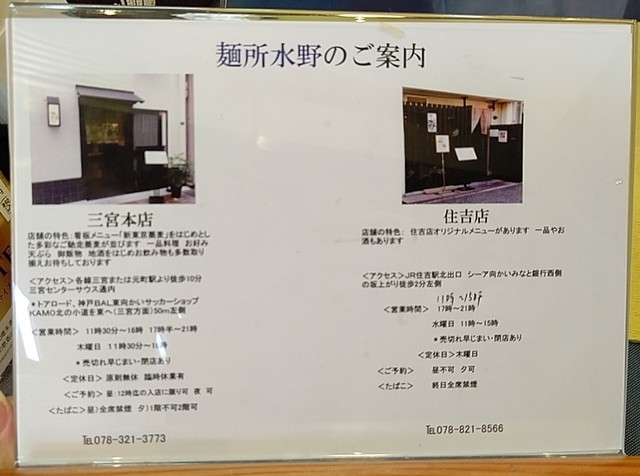 麺所水野のご案内
三宮本店
店舗の特色：看板メニュー「新東京蕎麦」をはじめとし
た多彩なご馳走蕎麦が並びます　一品料理　お好み
天ぷら　御飯物　地酒をはじめお飲み物も多数取り
揃えお待ちしております
＜アクセス＞各線三宮または元町駅より徒歩10分
三宮センターサウス通内
＊トアロード、神戸BAL東向かいサッカーショップ
KAMO北の小道を東へ（三宮方面）50m左側
＜営業時間＞　11時30分～16時　17時半～21時
木曜日　11時30分～16時
＊売切れ早じまい・閉店あり
＜定休日＞　原則無休　臨時休業有
＜ご予約＞　昼：12時迄の入店に限り可　夜　可
＜たばこ＞昼）全席禁煙　夕）1階不可2階可
℡078-321-3773
住吉店
店舗の特色：　住吉店オリジナルメニューがあります　一品やお
酒もあります
＜アクセス＞JR住吉駅北出口　シーア向かいみなと銀行西側
の坂上がり徒歩2分左側
11時～15時
＜営業時間＞　17時～21時
水曜日　11時～15時
＊売切れ早じまい・閉店あり
＜定休日＞木曜日
＜ご予約＞　昼不可　夕可
＜たばこ＞　終日全席禁煙
℡078-821-8566